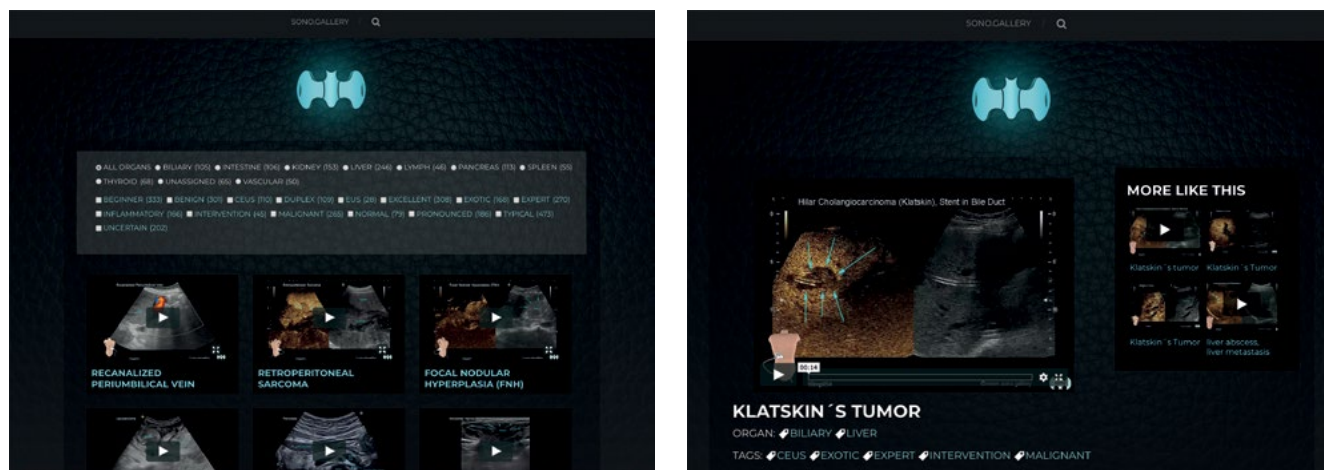 SONO.GALLERY
ALL ORGANS BILIARY (105) INTESTINE (106) KIDNEY (153) LIVER (246) LYMPH (46) PANCREAS (113) SPLEEN (55)
THYROID (68) UNASSIGNED (65) VASCULAR (50)
BEGINNER (333) BENIGN (301) CEUS (110) DUPLEX (109) EUS (28) EXCELLENT (308) EXOTIC (168) EXPERT (270)
INFLAMMATORY (166) INTERVENTION (45) MALIGNANT (265) NORMAL (79) PRONOUNCED (186) TYPICAL (473)
UNCERTAIN (202)
RECANALIZED
PERIUMBILICAL VEIN
RETROPERITONEAL
SARCOMA
FOCAL NODULAR
HYPERPLASIA (FNH)
SONO.GALLERY
Hilar Cholangiocarcinoma (Klatskin), Stent in Bile Duct
00:14
KLATSKIN´S TUMOR
ORGAN: BILIARY LIVER
TAGS: CEUS EXOTIC EXPERT INTERVENTION MALIGNANT
MORE LIKE THIS
Klatskin´s tumor
Klatskin´s Tumor
Klatskin´s Tumor
liver abscess,
liver metastasis